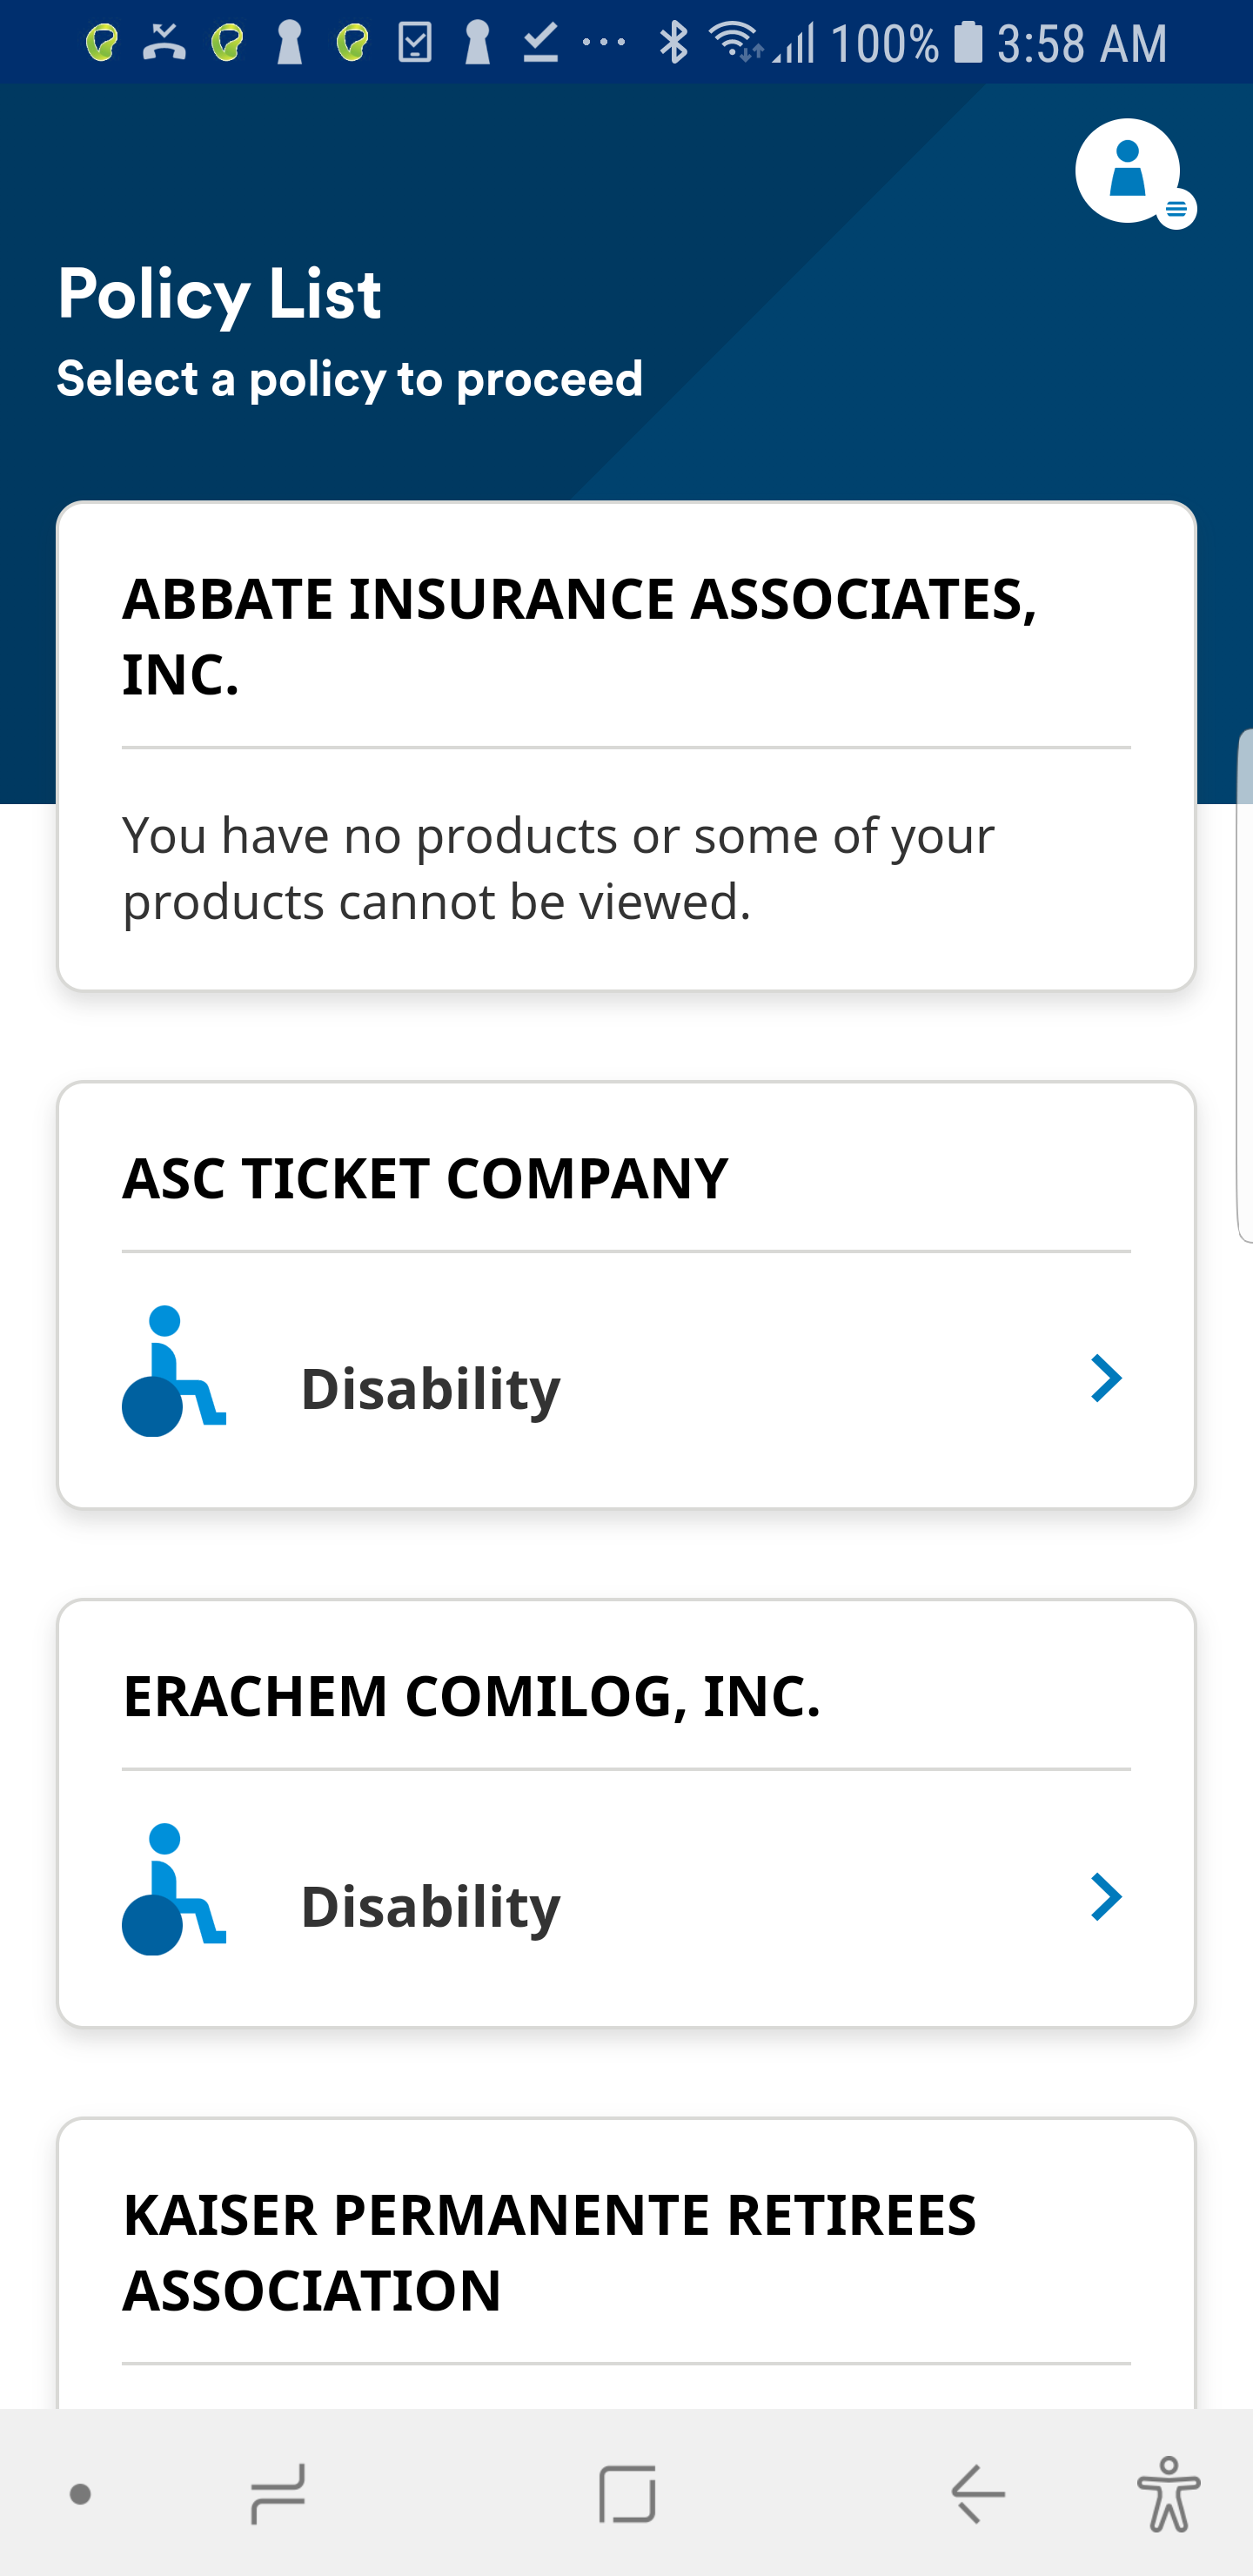 100% 3:58 AM
Policy List
Select a policy to proceed
ABBATE INSURANCE ASSOCIATES,
INC.
You have no products or some of your
products cannot be viewed.
ASC TICKET COMPANY
Disability
ERACHEM COMILOG, INC.
Disability
KAISER PERMANENTE RETIREES
ASSOCIATION